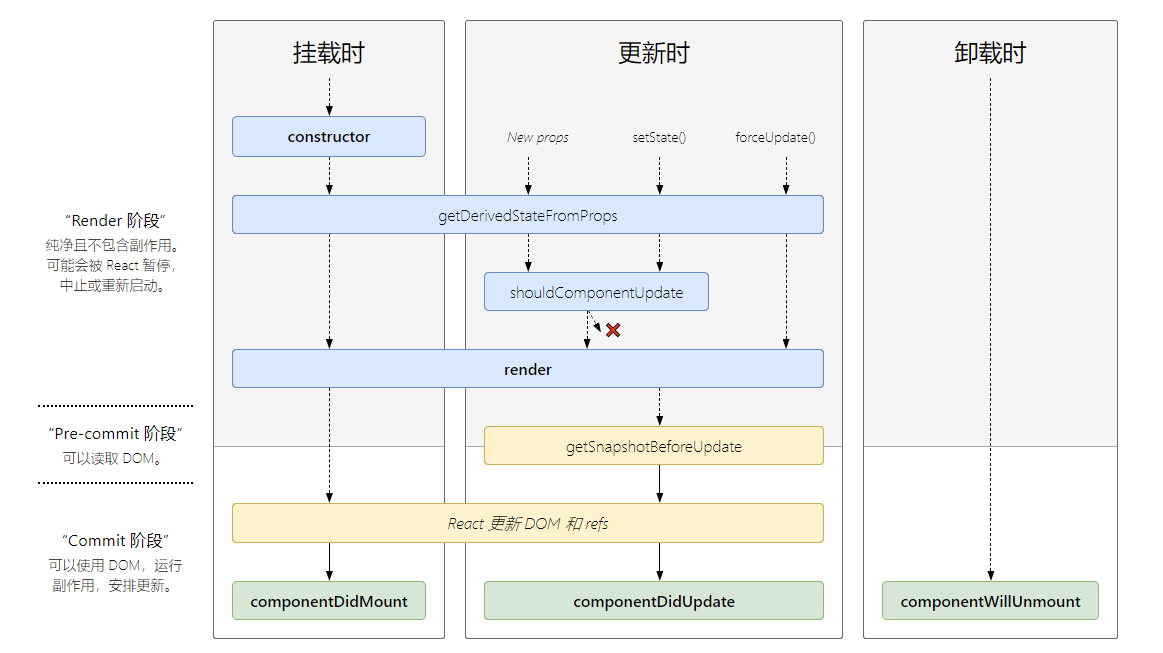 挂载时
更新时
卸载时
constructor
New props
setState()
forceUpdate()
getDerivedStateFromProps
“Render 阶段”
纯净且不包含副作用。
可能会被 React 暂停，
中止或重新启动。
shouldComponentUpdate
render
“Pre-commit 阶段”
可以读取 DOM。
getSnapshotBeforeUpdate
React 更新 DOM 和 refs
“Commit 阶段”
可以使用 DOM，运行
副作用，安排更新。
componentDidMount
componentDidUpdate
componentWillUnmount